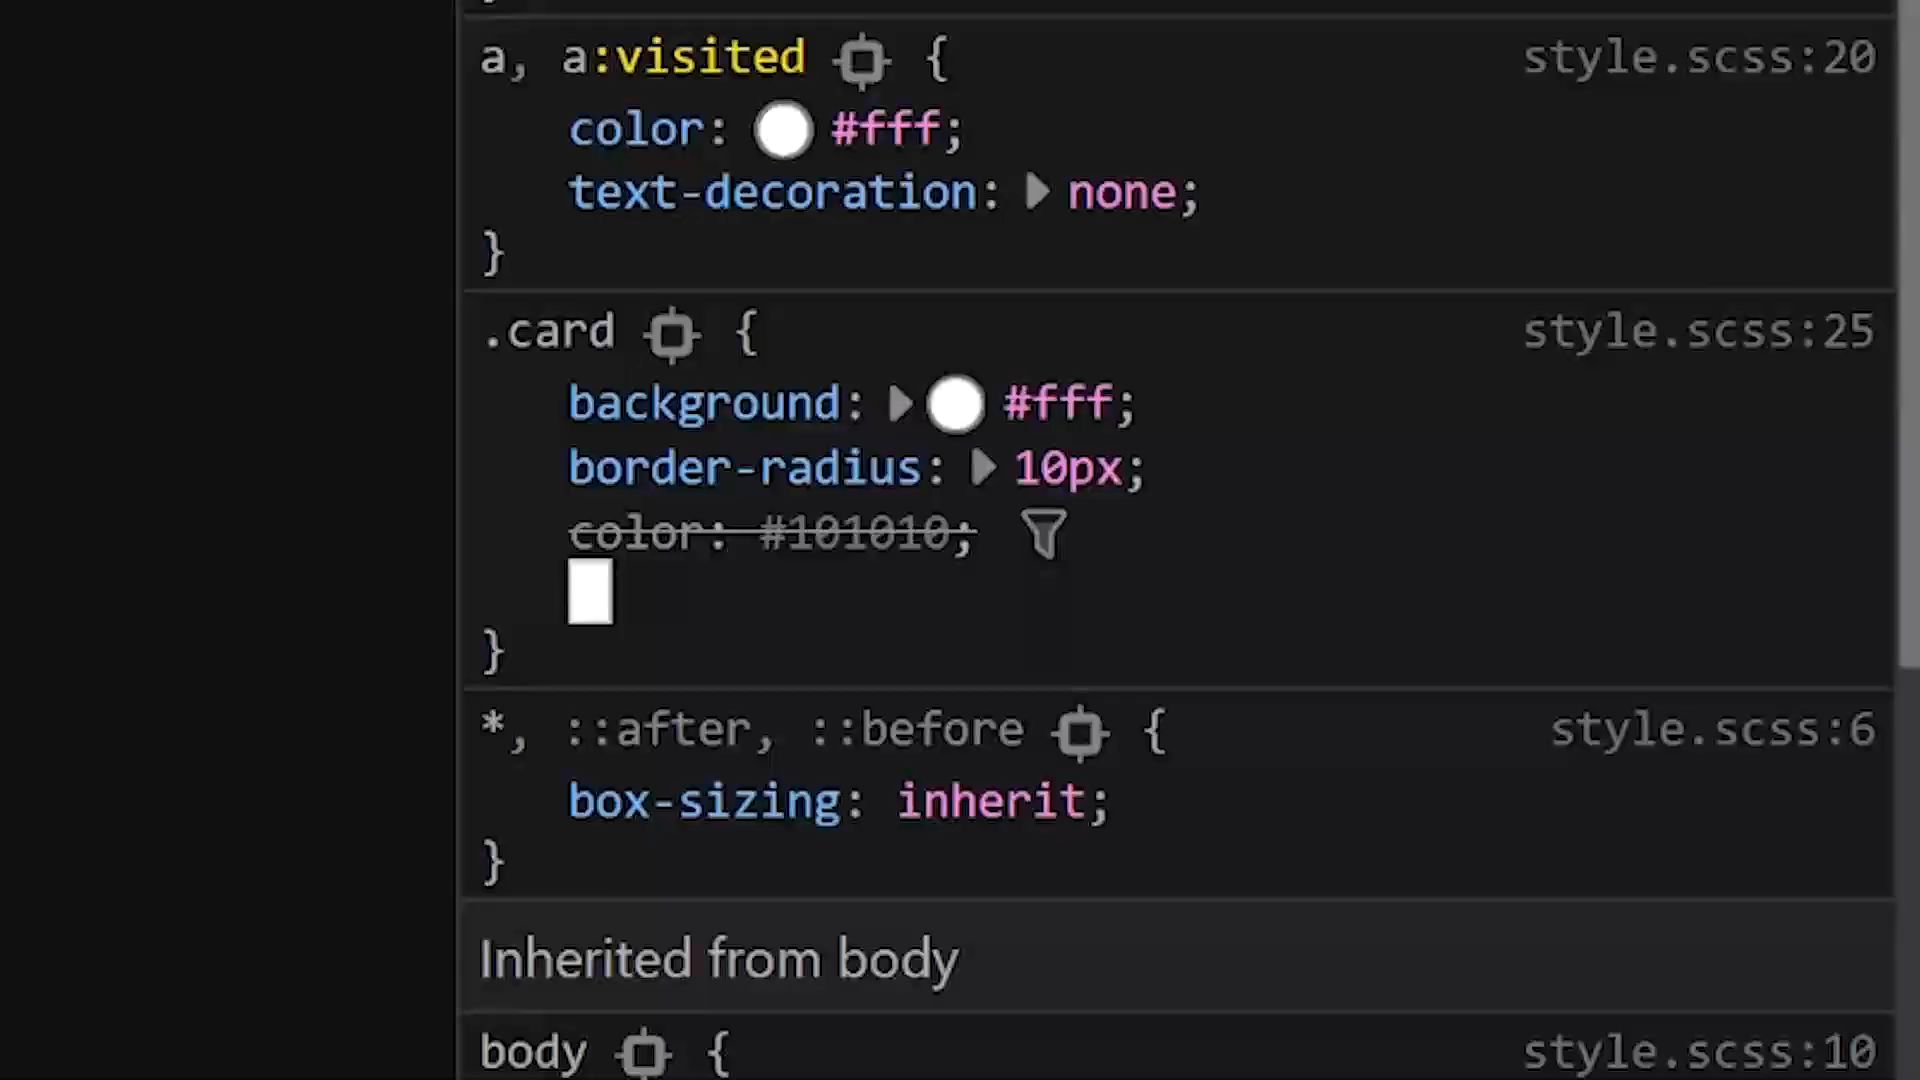 a, a:visited { style.scss:20
color: #fff;
text-decoration: none;
}
.card { style.scss:25
background: #fff;
border-radius: 10px;
color: #101010;
}
*, ::after, ::before { style.scss:6
box-sizing: inherit;
}
Inherited from body
body { style.scss:10